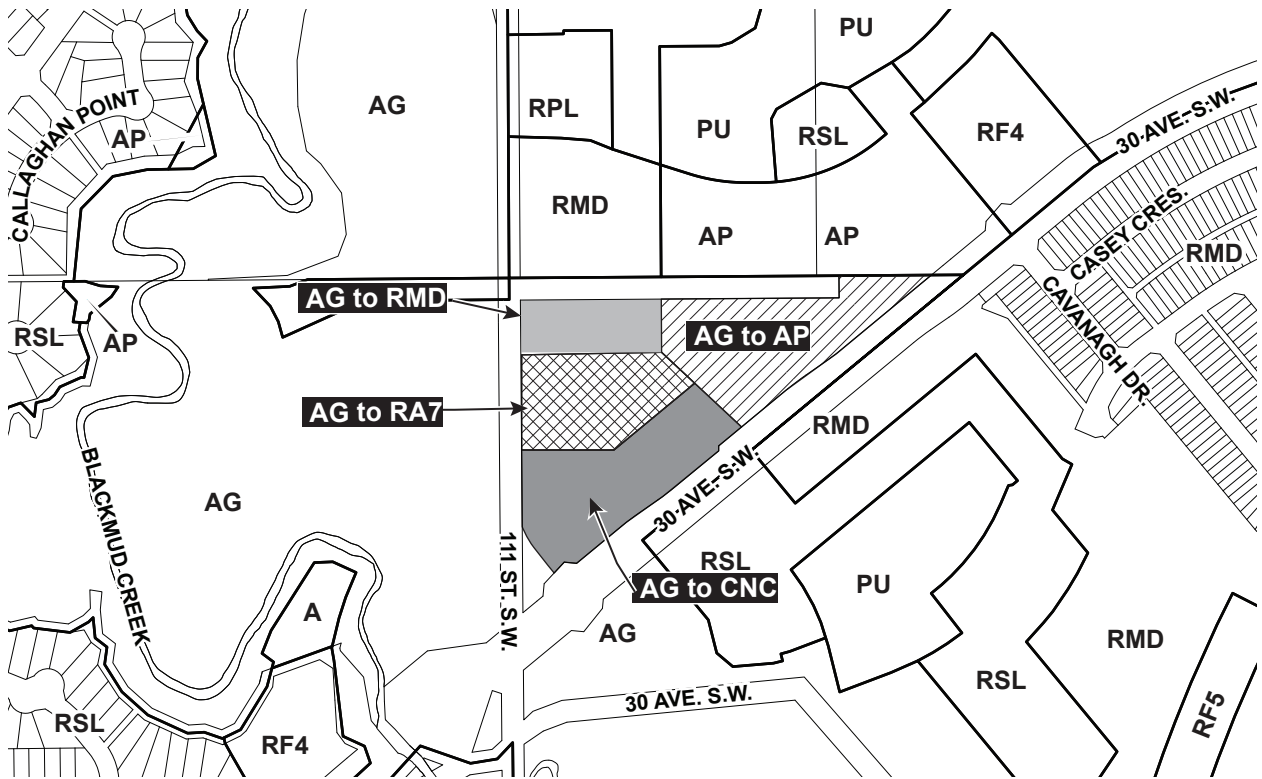 PU
AG
RPL
CALLAGHAN POINT
AP
PU
RSL
RF4
30 AVE. S.W.
RMD
AP
AP
CASEY CRES.
RMD
CAVANAGH DR.
AG to RMD
AG to AP
RSL
AP
AG to RA7
RMD
BLACKMUD CREEK
AG
30 AVE. S.W.
111 ST. S.W.
RSL
AG to CNC
PU
A
AG
RMD
RSL
30 AVE. S.W.
RF5
RSL
RF4